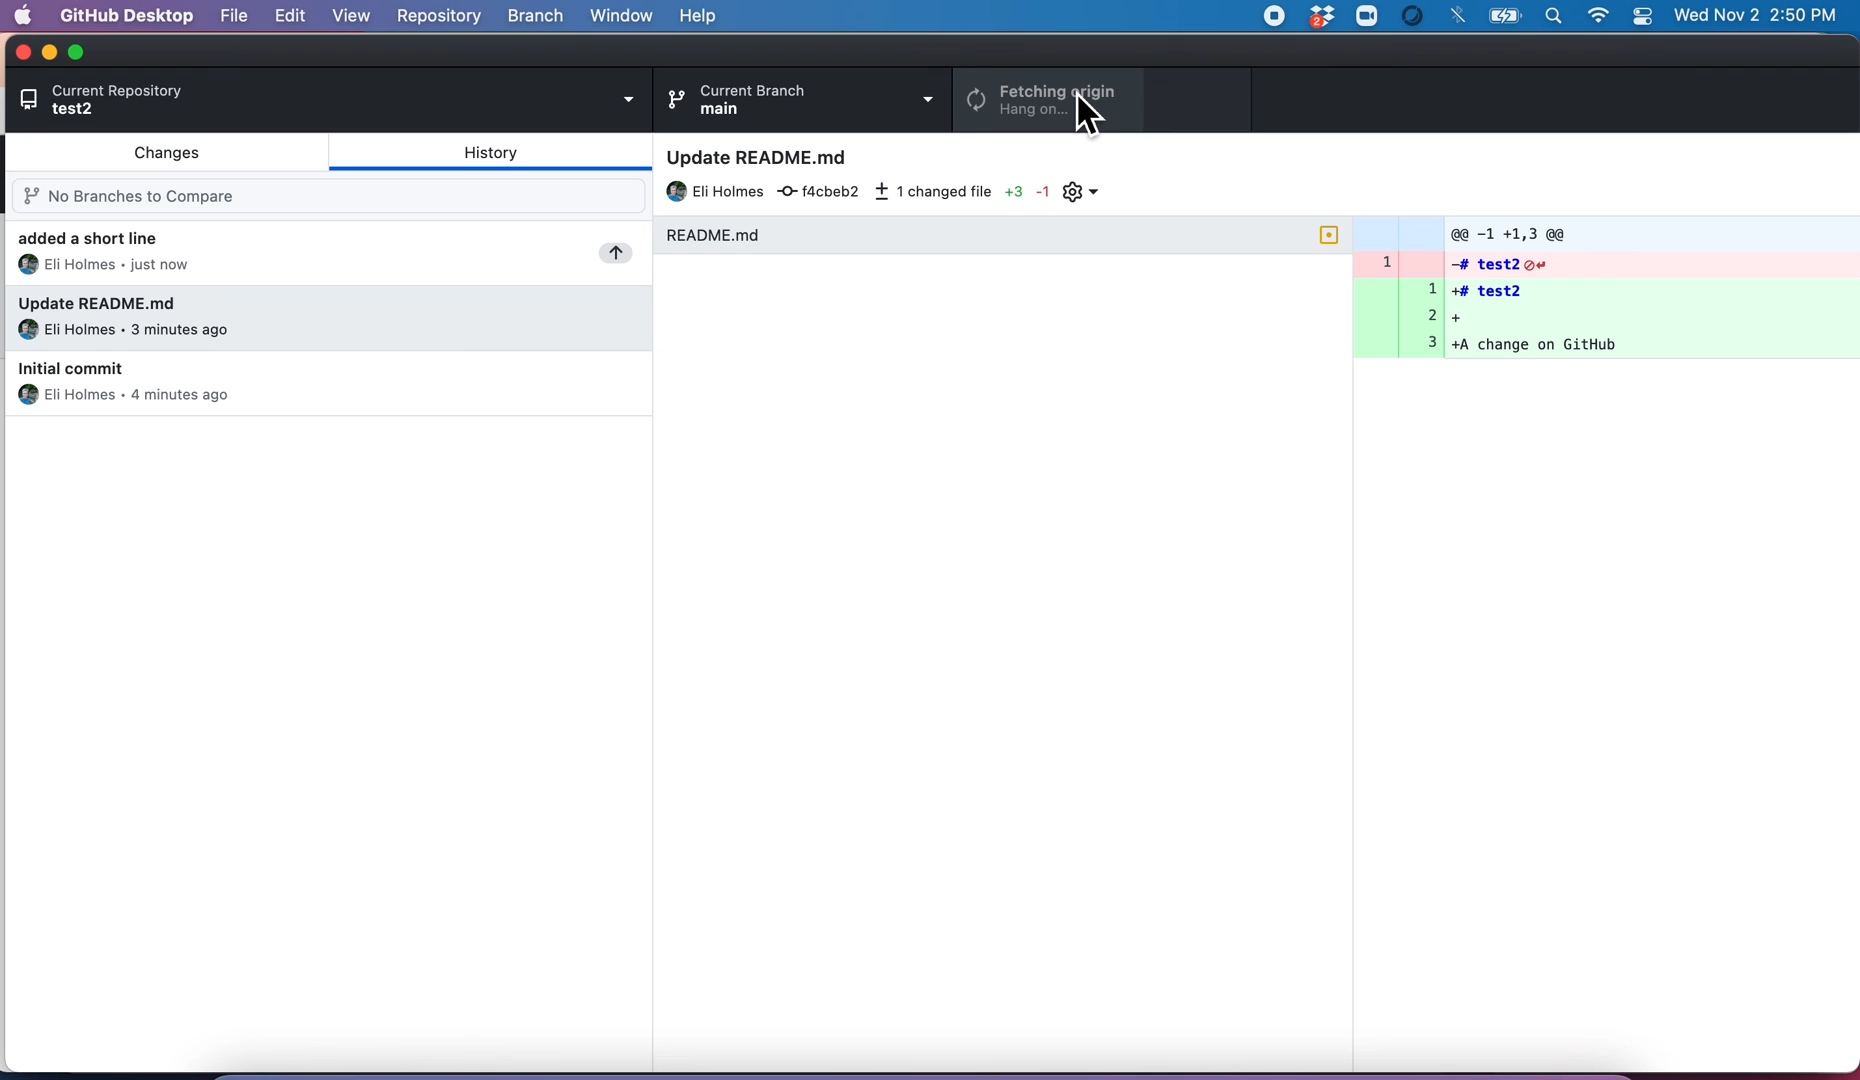 GitHub Desktop File Edit View Repository Branch Window Help 2 Wed Nov 2 2:50 PM
Current Repository
test2
Current Branch
main
Fetching origin
Hang on...
Changes History
No Branches to Compare
added a short line
Eli Holmes • just now
Update README.md
Eli Holmes • 3 minutes ago
Initial commit
Eli Holmes • 4 minutes ago
Update README.md
Eli Holmes f4cbeb2 1 changed file +3 -1
README.md
@@ -1 +1,3 @@
1 -# test2
1 +# test2
2 +
3 +A change on GitHub